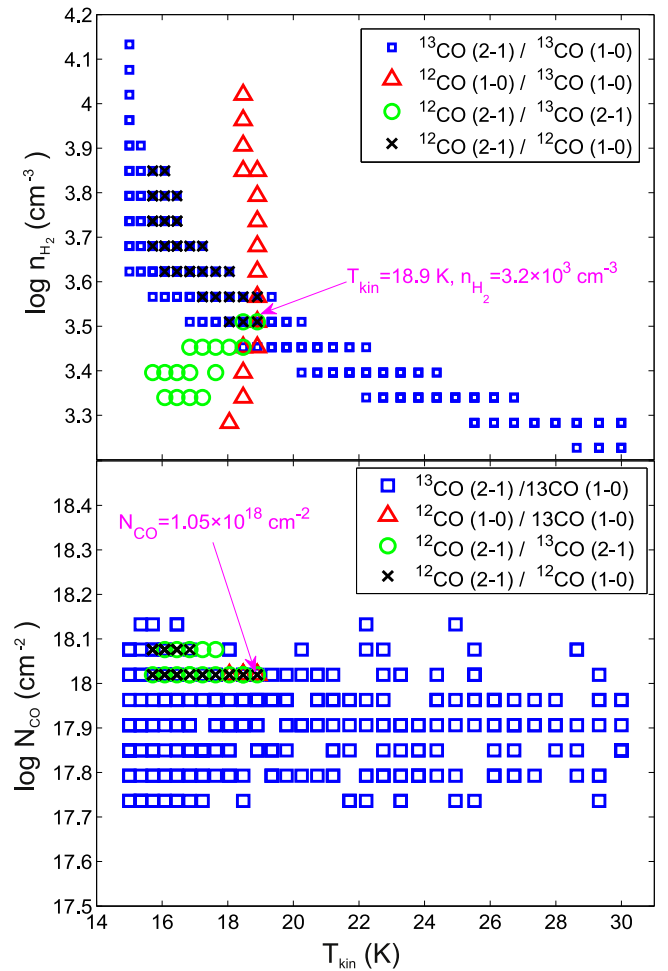 4.2
4.1
4
3.9
3.8
3.7
3.6
3.5
3.4
3.3
log n_H₂ (cm⁻³)
¹³CO (2-1) / ¹³CO (1-0)
¹²CO (1-0) / ¹³CO (1-0)
¹²CO (2-1) / ¹³CO (2-1)
¹²CO (2-1) / ¹²CO (1-0)
T_kin=18.9 K, n_H₂=3.2×10³ cm⁻³
18.4
18.3
18.2
18.1
18
17.9
17.8
17.7
17.6
17.5
log N_CO (cm⁻²)
¹³CO (2-1) /13CO (1-0)
¹²CO (1-0) /13CO (1-0)
¹²CO (2-1) / ¹³CO (2-1)
¹²CO (2-1) / ¹²CO (1-0)
N_CO=1.05×10¹⁸ cm⁻²
14 16 18 20 22 24 26 28 30
T_kin (K)